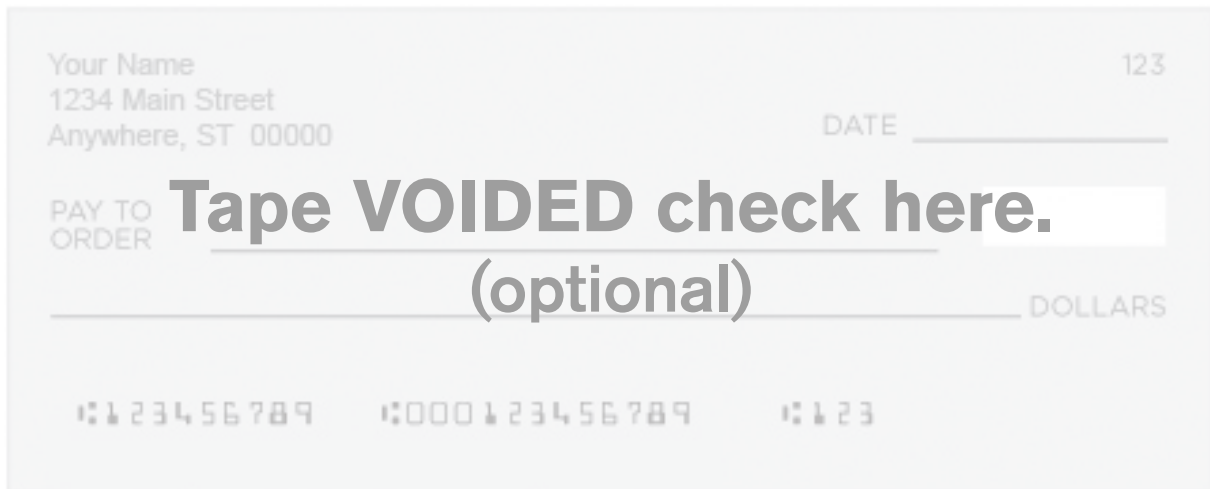 Your Name
123
1234 Main Street
Anywhere, ST 00000
DATE
PAY TO
ORDER
Tape VOIDED check here.
(optional)
DOLLARS
⑆123456789 ⑆000123456789 ⑆123